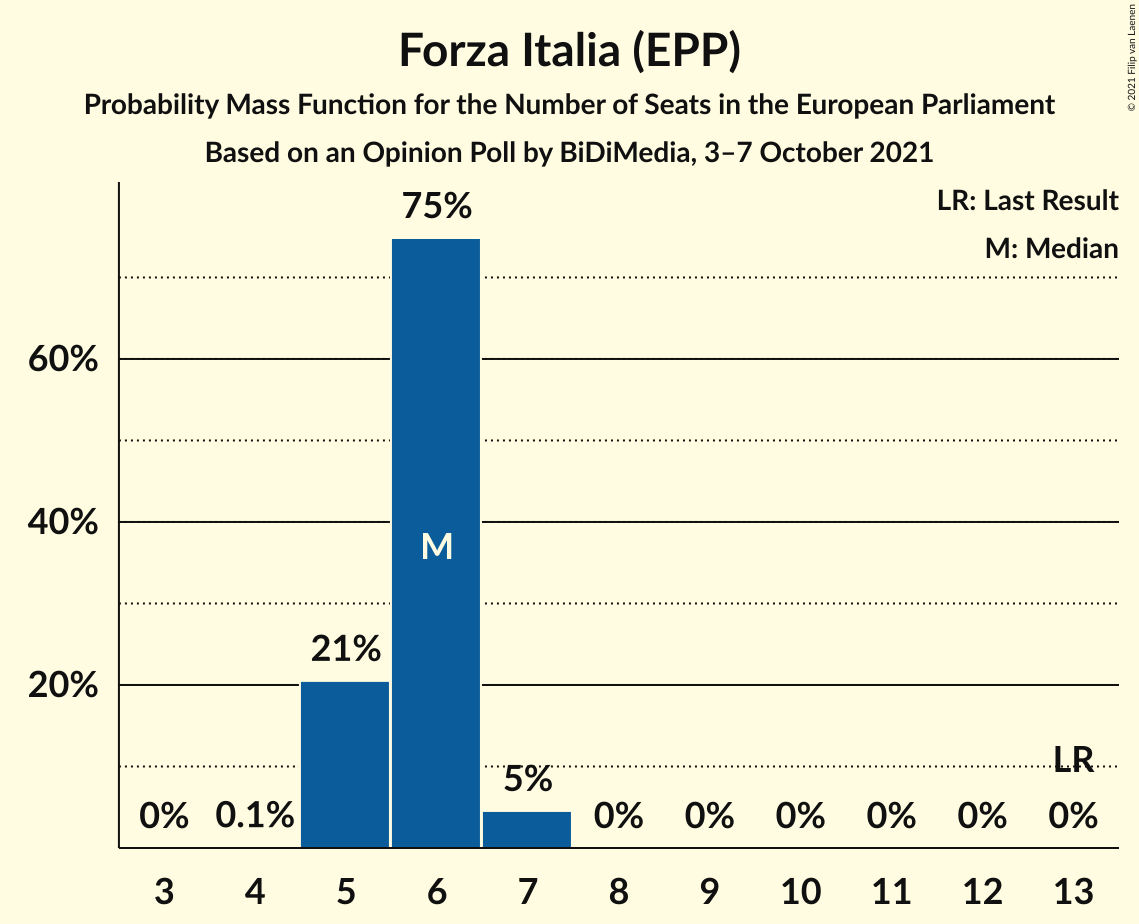 Forza Italia (EPP)
Probability Mass Function for the Number of Seats in the European Parliament
Based on an Opinion Poll by BiDiMedia, 3–7 October 2021
© 2021 Filip van Laenen
LR: Last Result
M: Median
75%
60%
40%
M
21%
20%
LR
5%
0% 0.1% 0% 0% 0% 0% 0% 0%
3 4 5 6 7 8 9 10 11 12 13